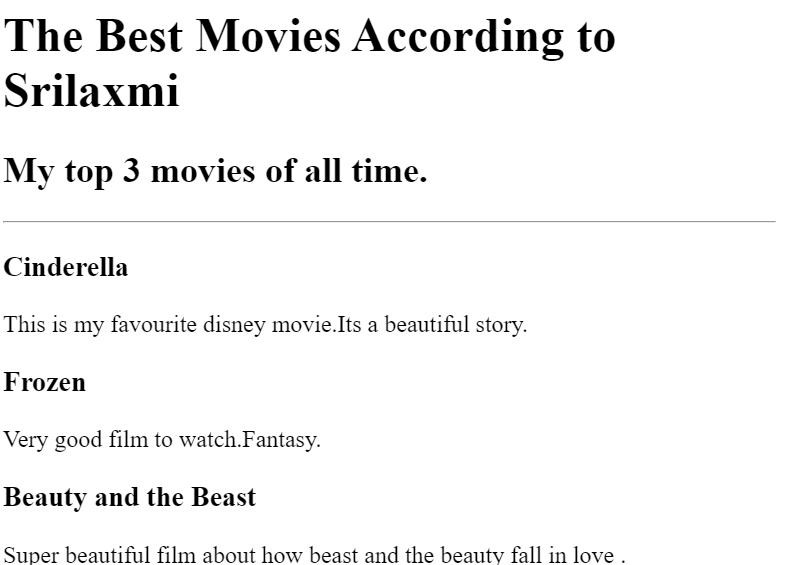 The Best Movies According to
Srilaxmi
My top 3 movies of all time.
Cinderella
This is my favourite disney movie.Its a beautiful story.
Frozen
Very good film to watch.Fantasy.
Beauty and the Beast
Super beautiful film about how beast and the beauty fall in love .